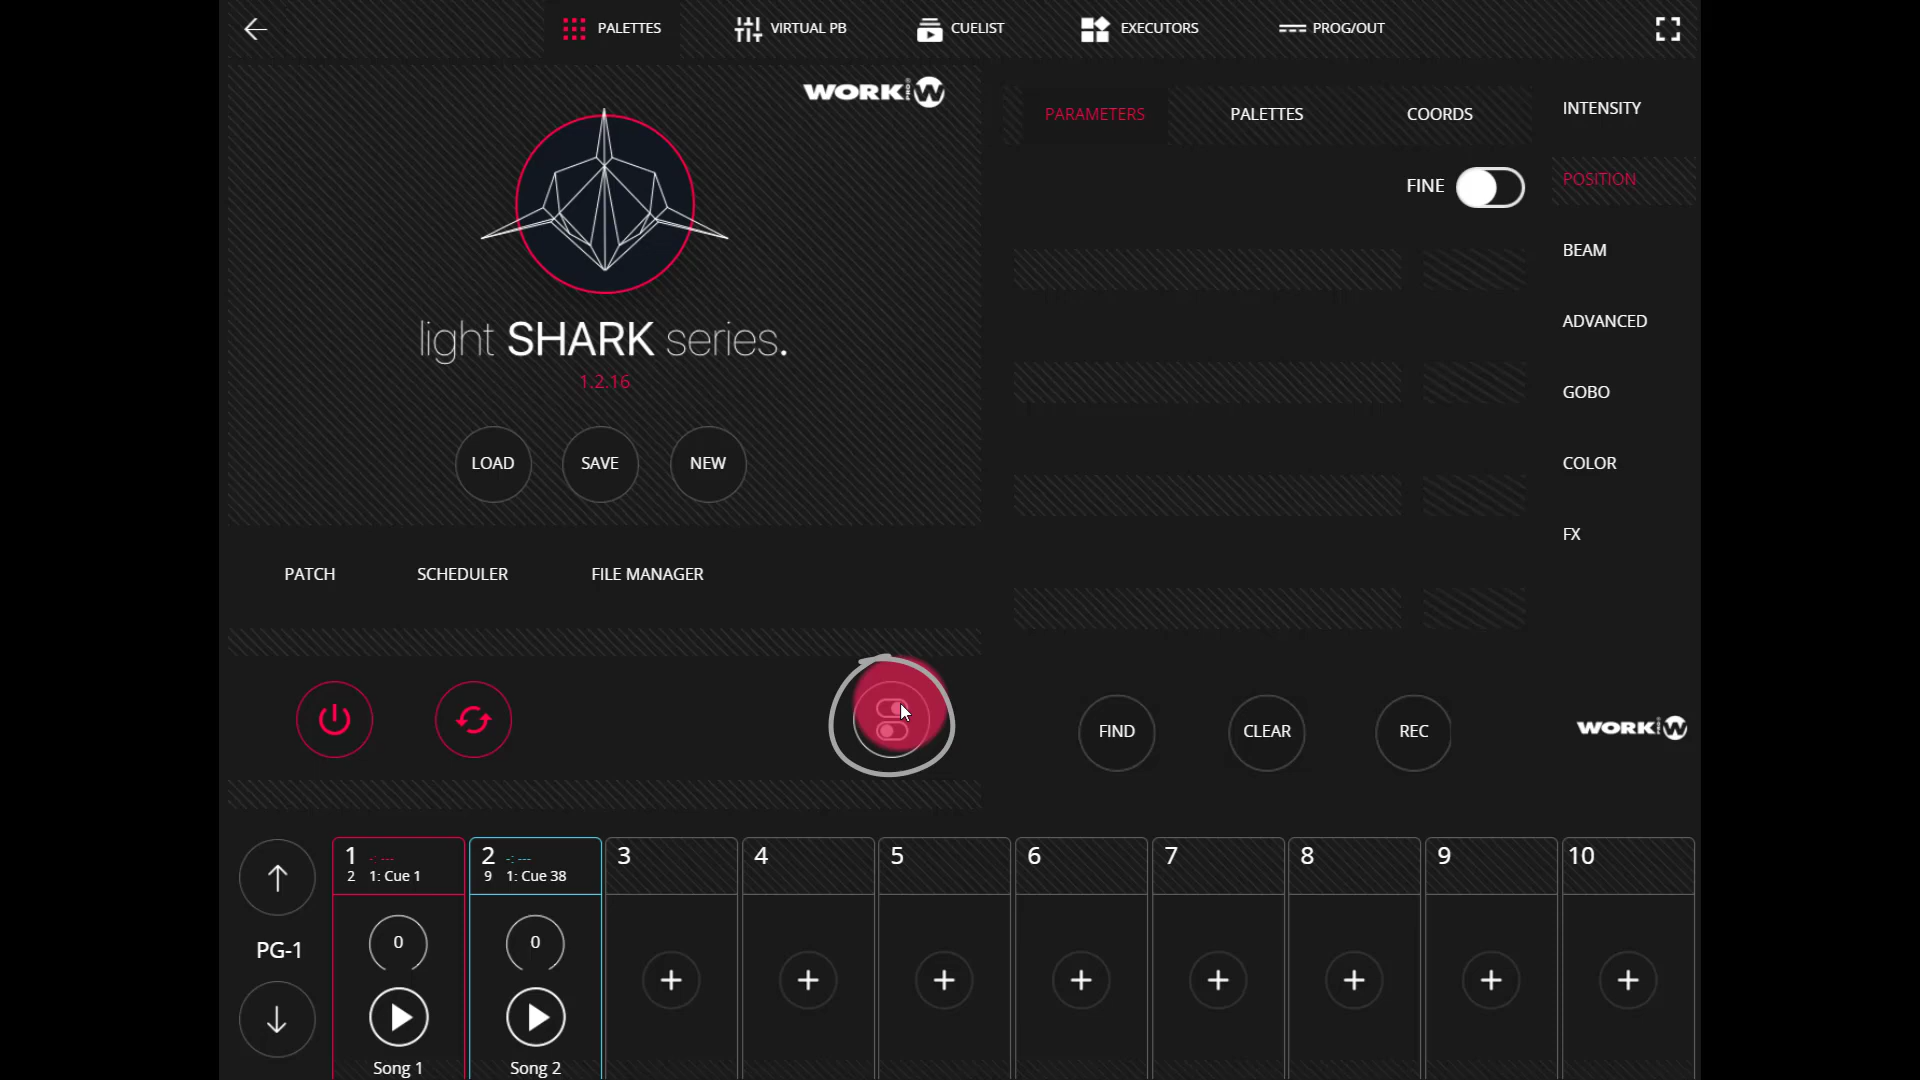 PALETTES
VIRTUAL PB
CUELIST
EXECUTORS
PROG/OUT
WORK PRO W
light SHARK series.
1.2.16
LOAD
SAVE
NEW
PATCH
SCHEDULER
FILE MANAGER
PARAMETERS
PALETTES
COORDS
FINE
INTENSITY
POSITION
BEAM
ADVANCED
GOBO
COLOR
FX
FIND
CLEAR
REC
WORK PRO W
PG-1
1 -: ---
2 1: Cue 1
0
Song 1
2 -: ---
9 1: Cue 38
0
Song 2
3
+
4
+
5
+
6
+
7
+
8
+
9
+
10
+